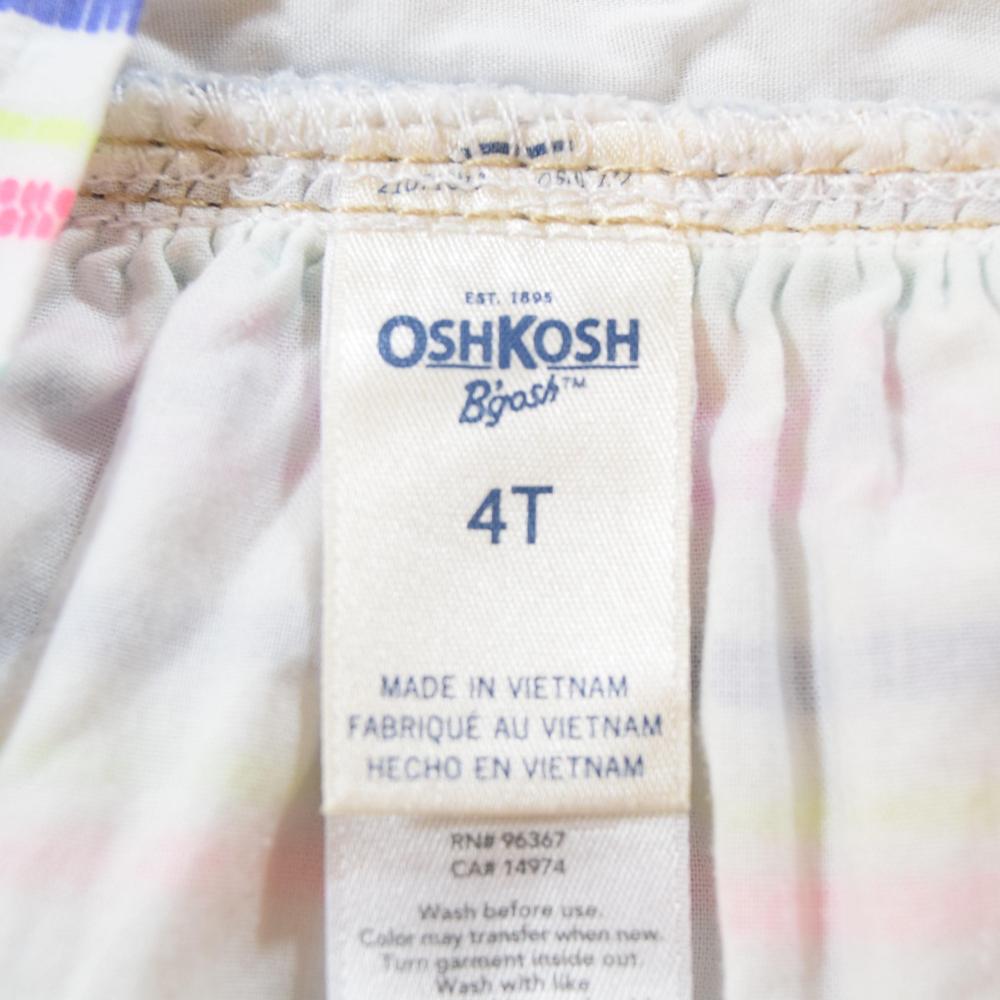 EST. 1895
OSHKOSH
B'gosh™
4T
MADE IN VIETNAM
FABRIQUÉ AU VIETNAM
HECHO EN VIETNAM
RN# 96367
CA# 14974
Wash before use.
Color may transfer when new.
Turn garment inside out.
Wash with like